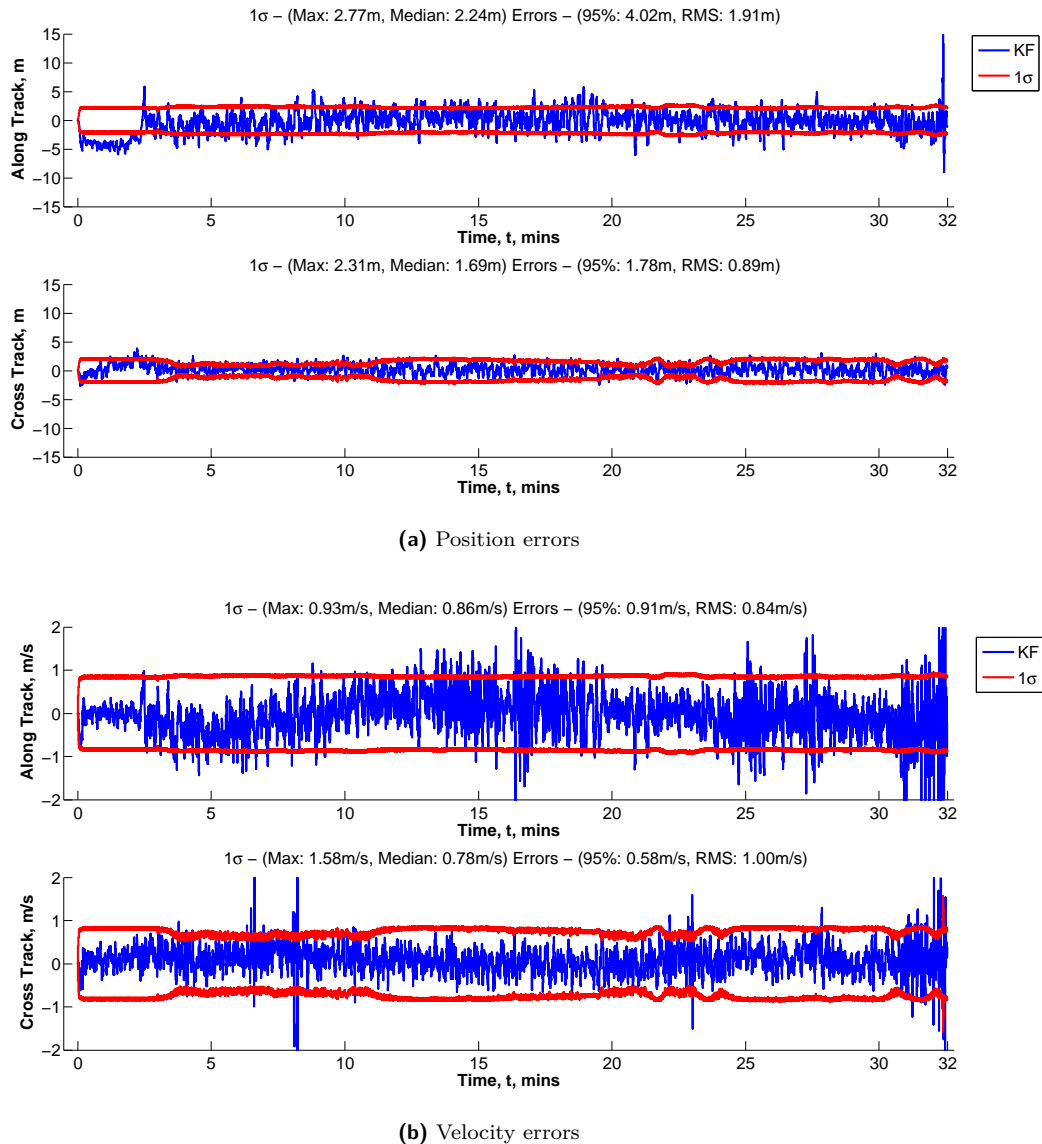 1σ − (Max: 2.77m, Median: 2.24m) Errors − (95%: 4.02m, RMS: 1.91m)
15
10
5
0
−5
−10
−15
Along Track, m
0 5 10 15 20 25 30 32
Time, t, mins
KF
1σ
1σ − (Max: 2.31m, Median: 1.69m) Errors − (95%: 1.78m, RMS: 0.89m)
15
10
5
0
−5
−10
−15
Cross Track, m
0 5 10 15 20 25 30 32
Time, t, mins
(a) Position errors
1σ − (Max: 0.93m/s, Median: 0.86m/s) Errors − (95%: 0.91m/s, RMS: 0.84m/s)
2
1
0
−1
−2
Along Track, m/s
0 5 10 15 20 25 30 32
Time, t, mins
KF
1σ
1σ − (Max: 1.58m/s, Median: 0.78m/s) Errors − (95%: 0.58m/s, RMS: 1.00m/s)
2
1
0
−1
−2
Cross Track, m/s
0 5 10 15 20 25 30 32
Time, t, mins
(b) Velocity errors